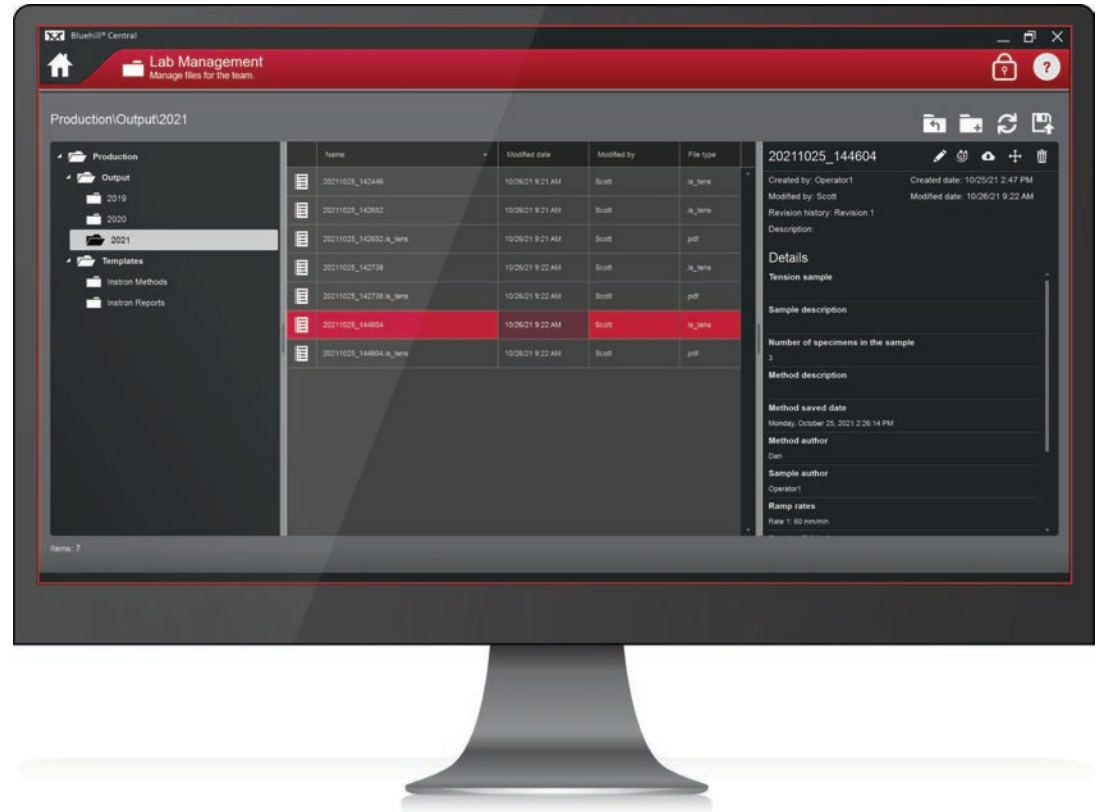 Bluehill® Central
Lab Management
Manage files for the team.
?
Production\Output\2021
Production
Output
2019
2020
2021
Templates
Instron Methods
Instron Reports
Name Modified date Modified by File type
20211025_142446 10/26/21 9:21 AM Scott .is_tens
20211025_142652 10/26/21 9:21 AM Scott .is_tens
20211025_142652.is_tens 10/26/21 9:21 AM Scott .pdf
20211025_142738 10/26/21 9:22 AM Scott .is_tens
20211025_142738.is_tens 10/26/21 9:22 AM Scott .pdf
20211025_144604 10/26/21 9:22 AM Scott .is_tens
20211025_144604.is_tens 10/26/21 9:22 AM Scott .pdf
20211025_144604
Created by: Operator1 Created date: 10/25/21 2:47 PM
Modified by: Scott Modified date: 10/26/21 9:22 AM
Revision history: Revision 1
Description:
Details
Tension sample
Sample description
Number of specimens in the sample
3
Method description
Method saved date
Monday, October 25, 2021 2:26:14 PM
Method author
Dari
Sample author
Operator1
Ramp rates
Rate 1: 60 mm/min
Items: 7